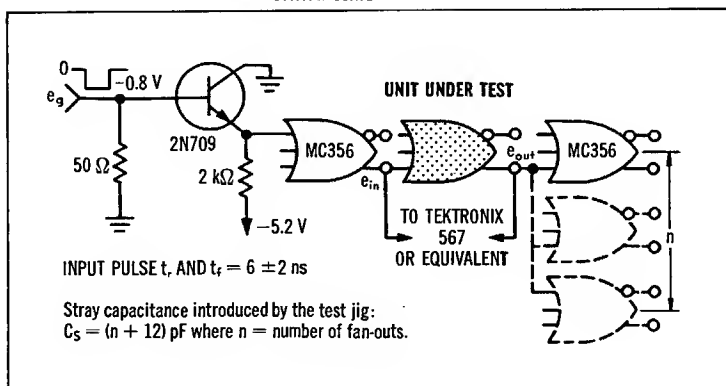 0
−0.8 V
e_g
UNIT UNDER TEST
2N709
MC356
e_out
MC356
50 Ω
2 kΩ
e_in
−5.2 V
TO TEKTRONIX
567
OR EQUIVALENT
n
INPUT PULSE t_r AND t_f = 6 ±2 ns
Stray capacitance introduced by the test jig:
C_S = (n + 12) pF where n = number of fan-outs.